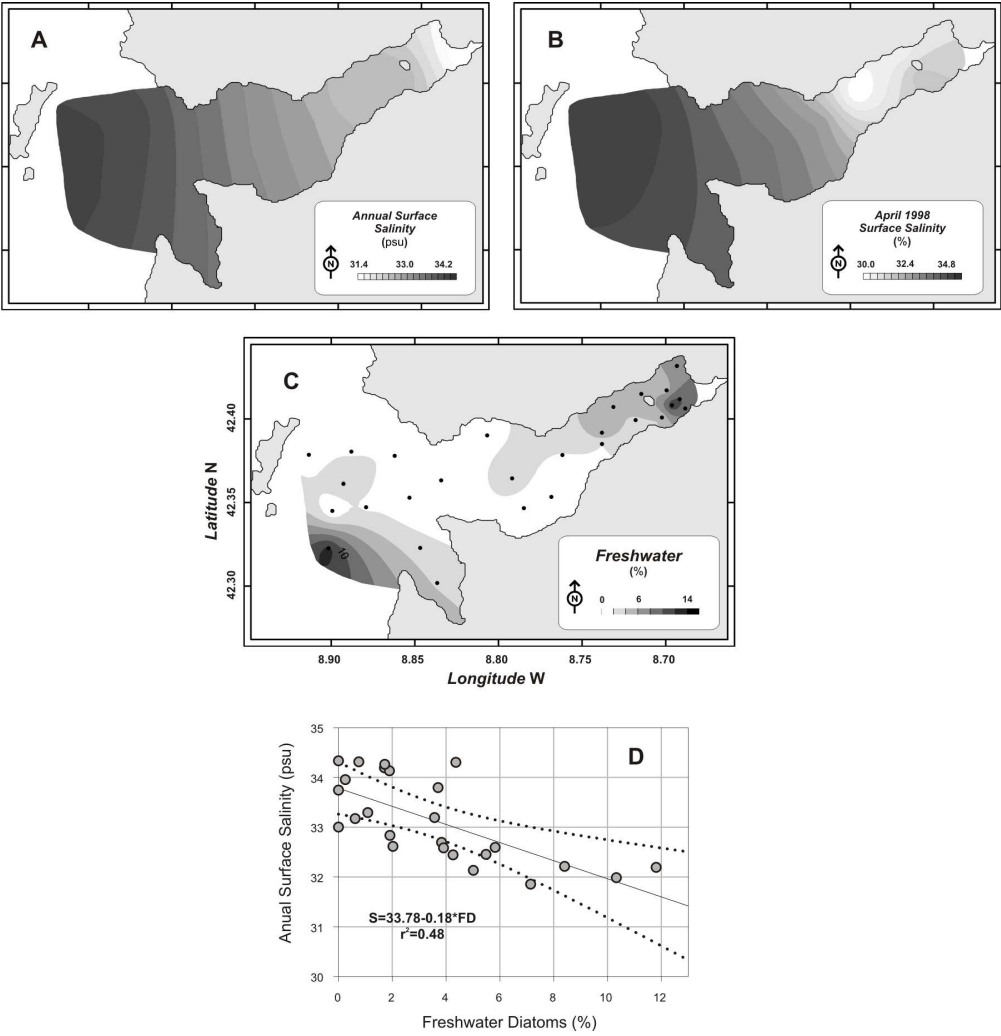 A
Annual Surface
Salinity
(psu)
N
31.4 33.0 34.2
B
April 1998
Surface Salinity
(%)
N
30.0 32.4 34.8
C
10
Freshwater
(%)
N
0 6 14
Latitude N
42.40
42.35
42.30
8.90 8.85 8.80 8.75 8.70
Longitude W
D
Anual Surface Salinity (psu)
35
34
33
32
31
30
S=33.78-0.18*FD
r²=0.48
0 2 4 6 8 10 12
Freshwater Diatoms (%)